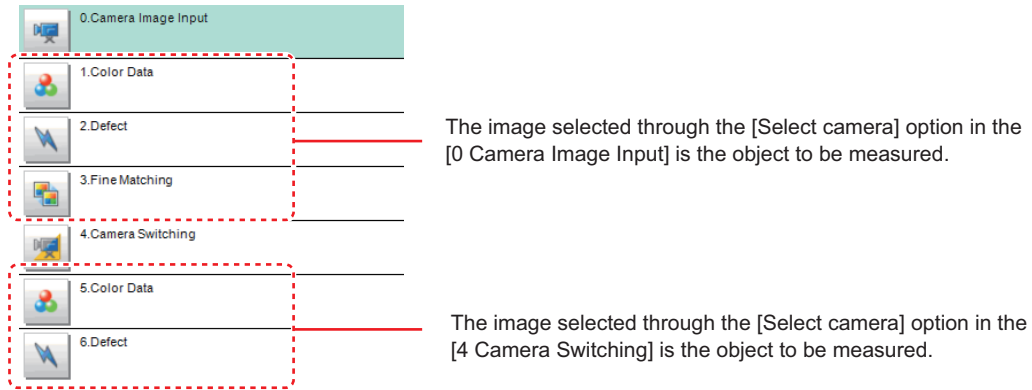 0.Camera Image Input
1.Color Data
2.Defect
The image selected through the [Select camera] option in the
[0 Camera Image Input] is the object to be measured.
3.Fine Matching
4.Camera Switching
5.Color Data
6.Defect
The image selected through the [Select camera] option in the
[4 Camera Switching] is the object to be measured.